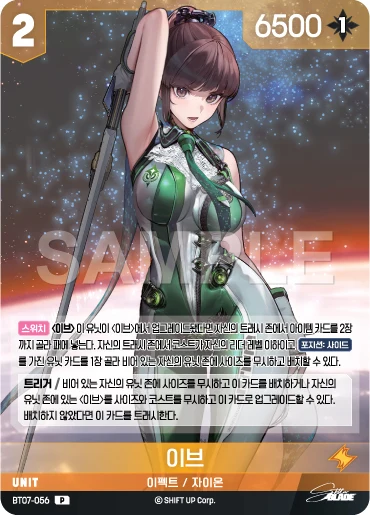 2
6500 1
SAMPLE
스위치 <이브> 이 유닛이 <이브>에서 업그레이드됐다면 자신의 트래시 존에서 아이템 카드를 2장
까지 골라 패에 넣는다. 자신의 트래시 존에서 코스트가 자신의 리더 레벨 이하이고, 포지션: 사이드
를 가진 유닛 카드를 1장 골라 비어 있는 자신의 유닛 존에 사이즈를 무시하고 배치할 수 있다.
트리거 / 비어 있는 자신의 유닛 존에 사이즈를 무시하고 이 카드를 배치하거나 자신의
유닛 존에 있는 <이브>를 사이즈와 코스트를 무시하고 이 카드로 업그레이드할 수 있다.
배치하지 않았다면 이 카드를 트래시한다.
이브
UNIT 이펙트 / 자이온
BT07-056 P ©SHIFT UP Corp. Stellar BLADE